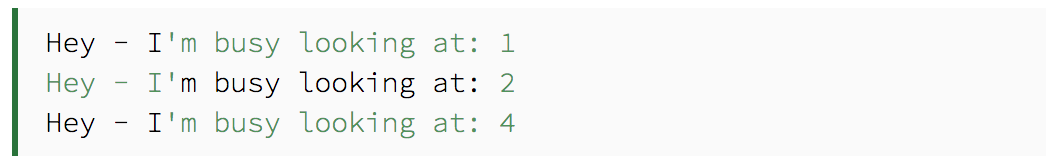 Hey - I'm busy looking at: 1
Hey - I'm busy looking at: 2
Hey - I'm busy looking at: 4